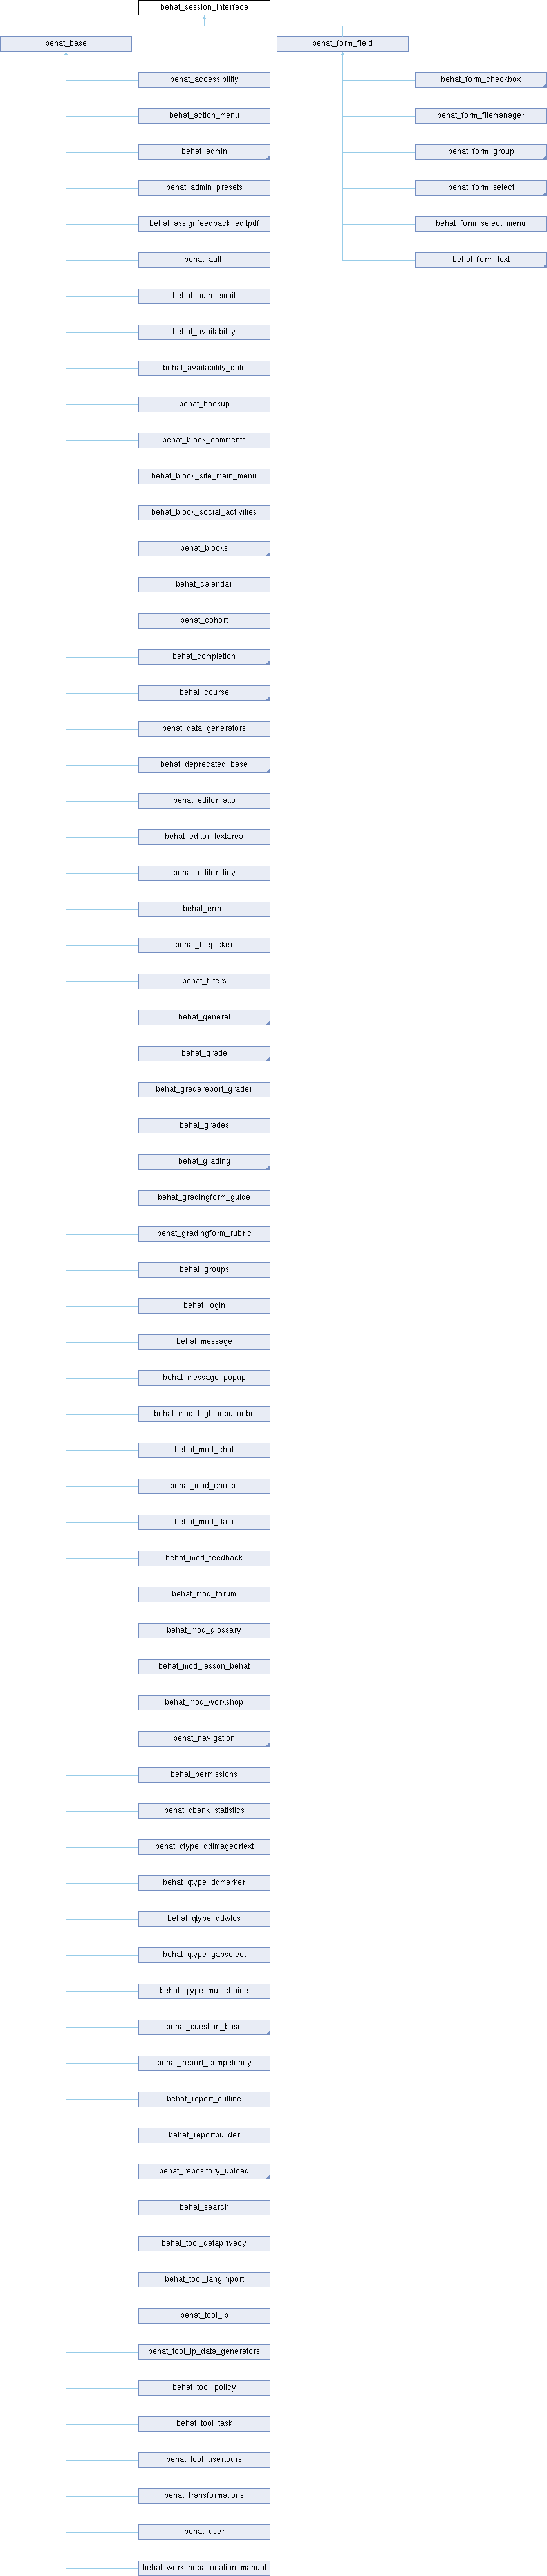 behat_session_interface
behat_base
behat_form_field
behat_accessibility
behat_form_checkbox
behat_action_menu
behat_form_filemanager
behat_admin
behat_form_group
behat_admin_presets
behat_form_select
behat_assignfeedback_editpdf
behat_form_select_menu
behat_auth
behat_form_text
behat_auth_email
behat_availability
behat_availability_date
behat_backup
behat_block_comments
behat_block_site_main_menu
behat_block_social_activities
behat_blocks
behat_calendar
behat_cohort
behat_completion
behat_course
behat_data_generators
behat_deprecated_base
behat_editor_atto
behat_editor_textarea
behat_editor_tiny
behat_enrol
behat_filepicker
behat_filters
behat_general
behat_grade
behat_gradereport_grader
behat_grades
behat_grading
behat_gradingform_guide
behat_gradingform_rubric
behat_groups
behat_login
behat_message
behat_message_popup
behat_mod_bigbluebuttonbn
behat_mod_chat
behat_mod_choice
behat_mod_data
behat_mod_feedback
behat_mod_forum
behat_mod_glossary
behat_mod_lesson_behat
behat_mod_workshop
behat_navigation
behat_permissions
behat_qbank_statistics
behat_qtype_ddimageortext
behat_qtype_ddmarker
behat_qtype_ddwtos
behat_qtype_gapselect
behat_qtype_multichoice
behat_question_base
behat_report_competency
behat_report_outline
behat_reportbuilder
behat_repository_upload
behat_search
behat_tool_dataprivacy
behat_tool_langimport
behat_tool_lp
behat_tool_lp_data_generators
behat_tool_policy
behat_tool_task
behat_tool_usertours
behat_transformations
behat_user
behat_workshopallocation_manual